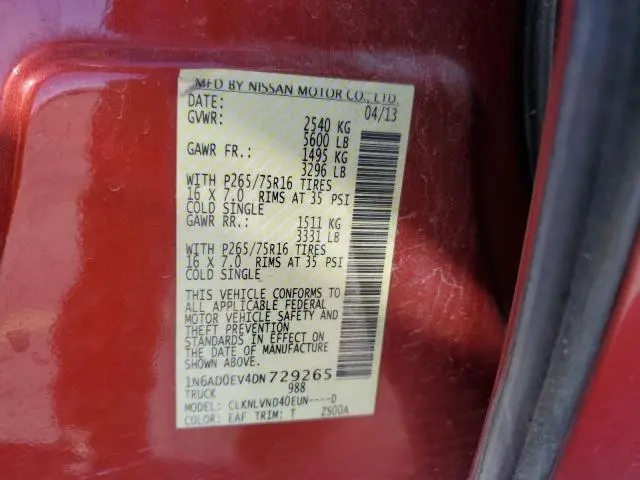 MFD BY NISSAN MOTOR CO., LTD.
DATE: 04/13
GVWR: 2540 KG
5600 LB
GAWR FR.: 1495 KG
3296 LB
WITH P265/75R16 TIRES
16 X 7.0 RIMS AT 35 PSI
COLD SINGLE
GAWR RR.: 1511 KG
3331 LB
WITH P265/75R16 TIRES
16 X 7.0 RIMS AT 35 PSI
COLD SINGLE
THIS VEHICLE CONFORMS TO
ALL APPLICABLE FEDERAL
MOTOR VEHICLE SAFETY AND
THEFT PREVENTION
STANDARDS IN EFFECT ON
THE DATE OF MANUFACTURE
SHOWN ABOVE.
1N6AD0EV4DN729265
TRUCK 988
MODEL: CLKNLVND40EUN----D
COLOR: EAF TRIM: T ZS00A